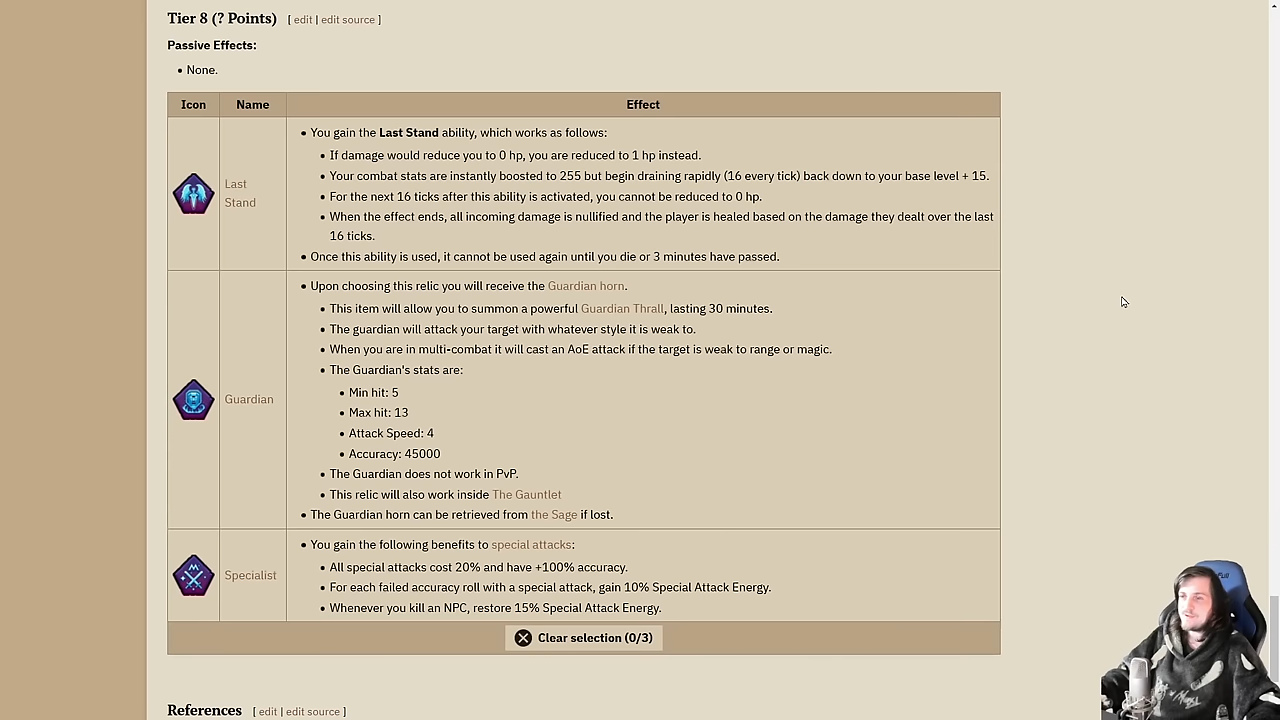 Tier 8 (? Points) [ edit | edit source ]
Passive Effects:
• None.
Icon Name Effect
Last
Stand
• You gain the Last Stand ability, which works as follows:
• If damage would reduce you to 0 hp, you are reduced to 1 hp instead.
• Your combat stats are instantly boosted to 255 but begin draining rapidly (16 every tick) back down to your base level + 15.
• For the next 16 ticks after this ability is activated, you cannot be reduced to 0 hp.
• When the effect ends, all incoming damage is nullified and the player is healed based on the damage they dealt over the last
16 ticks.
• Once this ability is used, it cannot be used again until you die or 3 minutes have passed.
Guardian
• Upon choosing this relic you will receive the Guardian horn.
• This item will allow you to summon a powerful Guardian Thrall, lasting 30 minutes.
• The guardian will attack your target with whatever style it is weak to.
• When you are in multi-combat it will cast an AoE attack if the target is weak to range or magic.
• The Guardian's stats are:
• Min hit: 5
• Max hit: 13
• Attack Speed: 4
• Accuracy: 45000
• The Guardian does not work in PvP.
• This relic will also work inside The Gauntlet
• The Guardian horn can be retrieved from the Sage if lost.
Specialist
• You gain the following benefits to special attacks:
• All special attacks cost 20% and have +100% accuracy.
• For each failed accuracy roll with a special attack, gain 10% Special Attack Energy.
• Whenever you kill an NPC, restore 15% Special Attack Energy.
Clear selection (0/3)
References [ edit | edit source ]